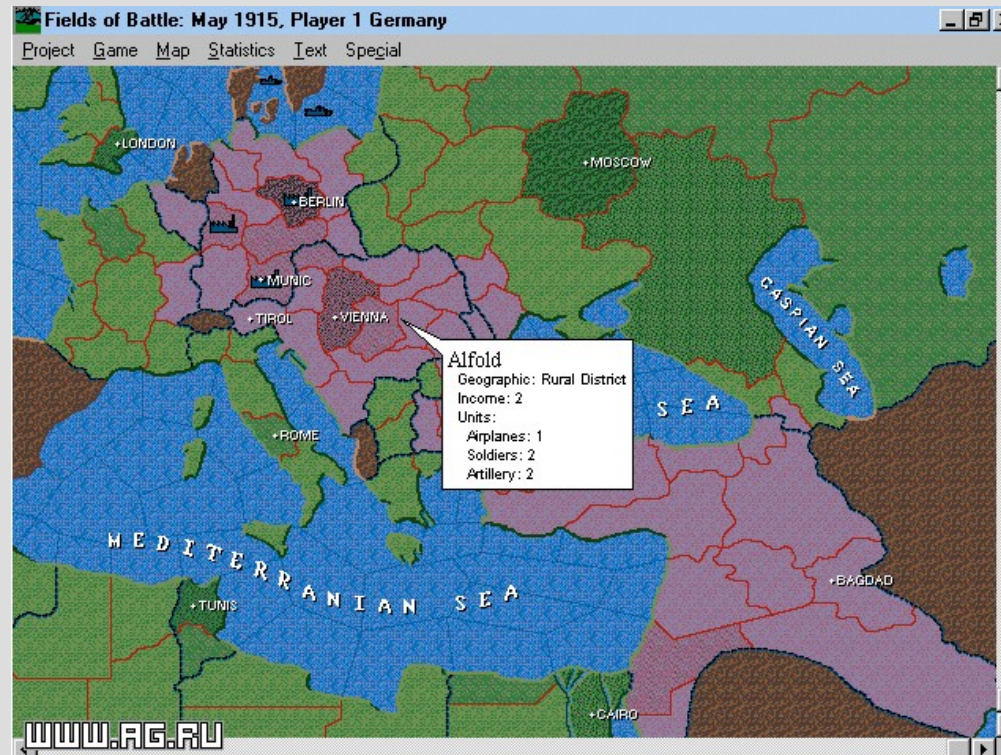 Fields of Battle: May 1915, Player 1 Germany
Project Game Map Statistics Text Special
LONDON
MOSCOW
BERLIN
MUNIC
TIROL
VIENNA
CASPIAN SEA
Alfold
Geographic: Rural District
Income: 2
Units:
Airplanes: 1
Soldiers: 2
Artillery: 2
SEA
ROME
MEDITERRANIAN SEA
BAGDAD
TUNIS
CAIRO
WWW.AG.RU